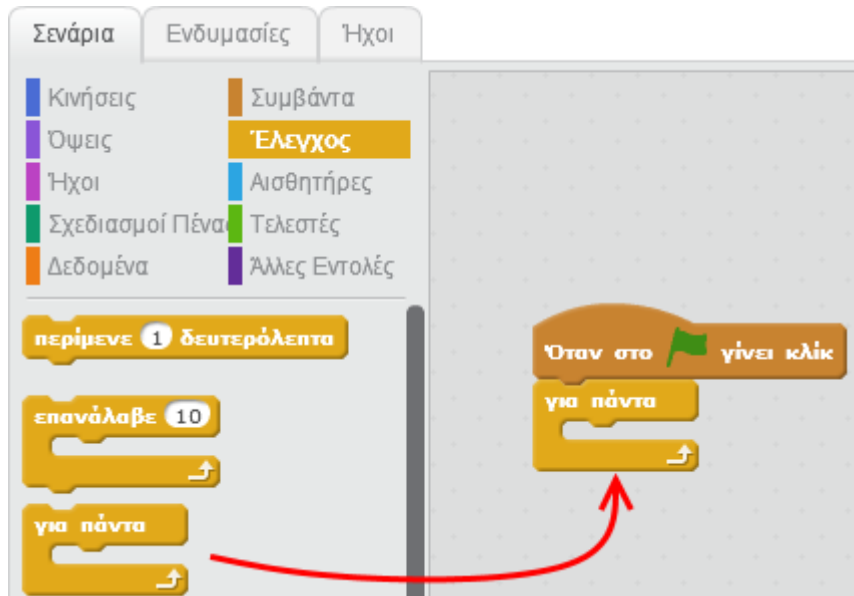 Σενάρια Ενδυμασίες Ήχοι
Κινήσεις Συμβάντα
Όψεις Έλεγχος
Ήχοι Αισθητήρες
Σχεδιασμοί Πένας Τελεστές
Δεδομένα Άλλες Εντολές
περίμενε 1 δευτερόλεπτα
Όταν στο γίνει κλίκ
για πάντα
επανάλαβε 10
για πάντα